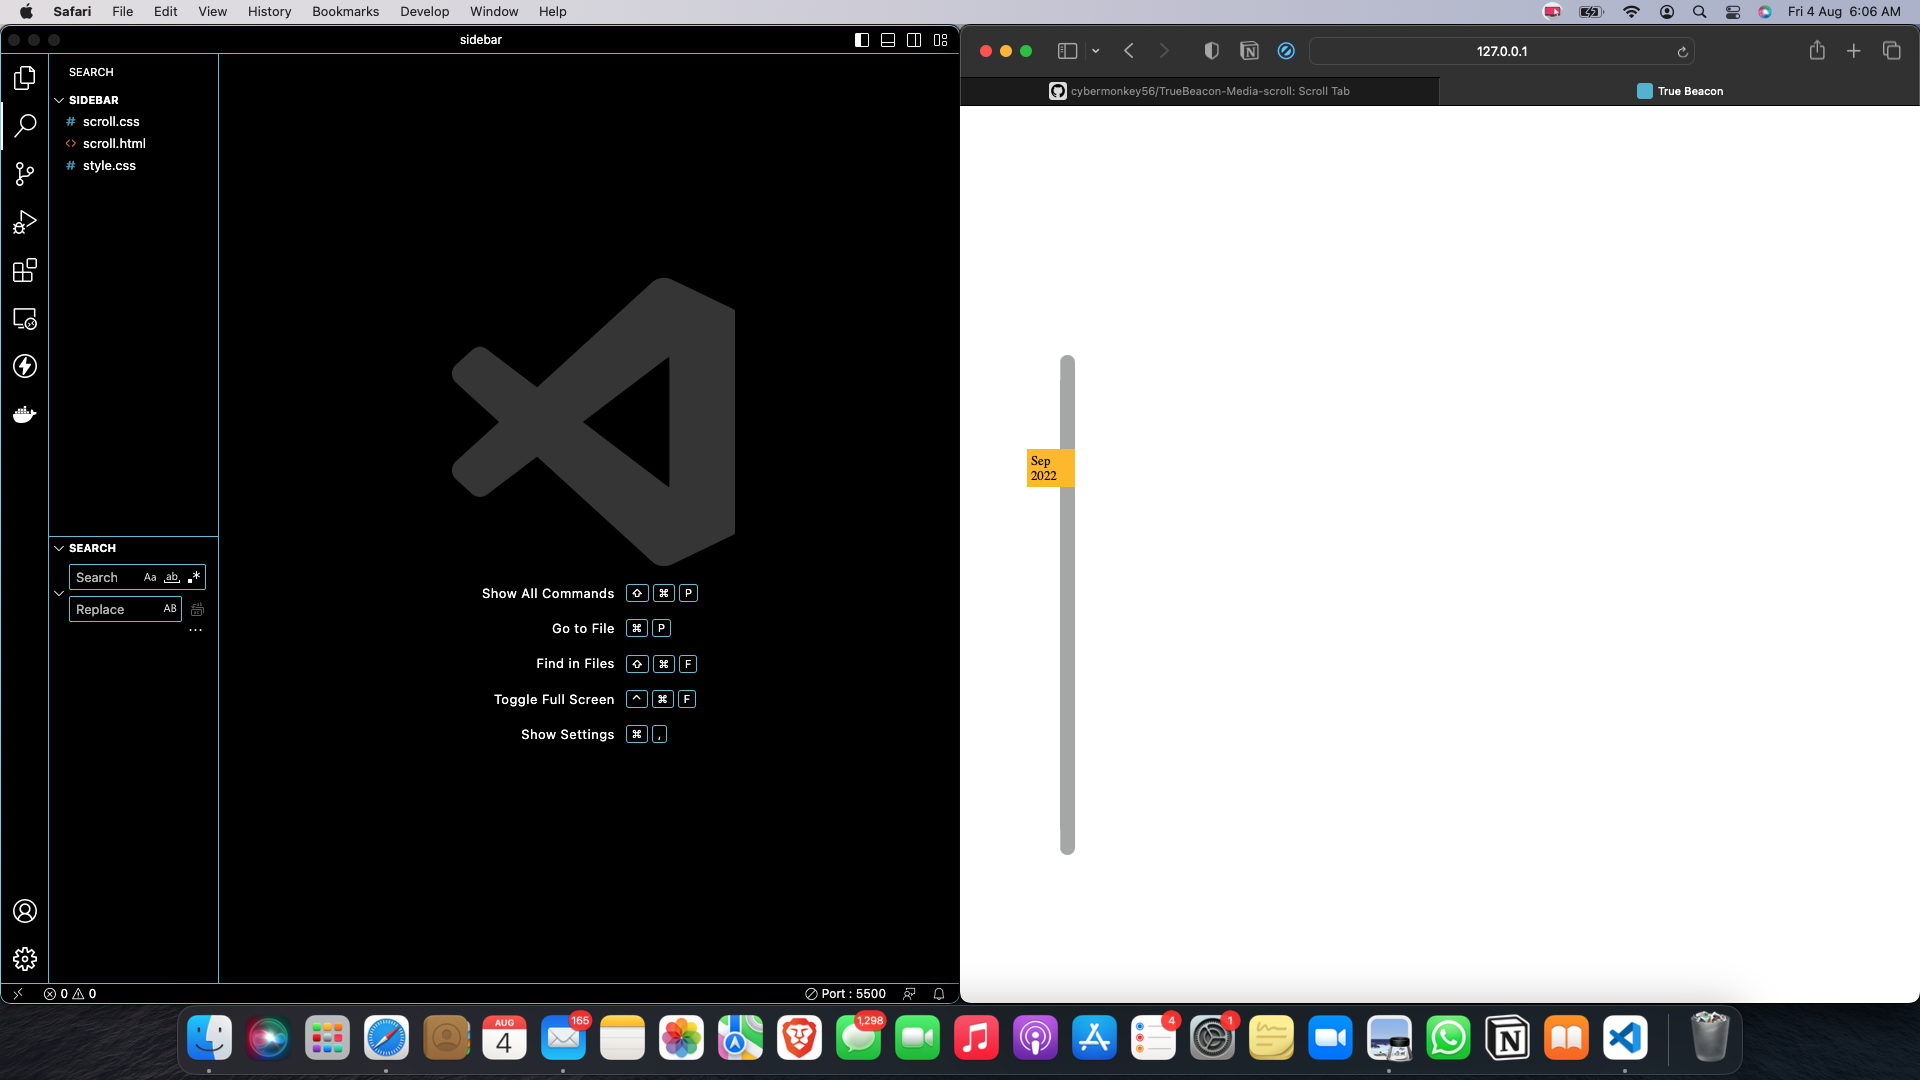 Safari File Edit View History Bookmarks Develop Window Help
Fri 4 Aug 6:06 AM
sidebar
SEARCH
SIDEBAR
# scroll.css
<> scroll.html
# style.css
SEARCH
Search Aa ab .*
Replace AB
...
Show All Commands ⇧ ⌘ P
Go to File ⌘ P
Find in Files ⇧ ⌘ F
Toggle Full Screen ^ ⌘ F
Show Settings ⌘ ,
0 0
Port : 5500
127.0.0.1
cybermonkey56/TrueBeacon-Media-scroll: Scroll Tab
True Beacon
Sep
2022
AUG
4
165
1,298
4
1